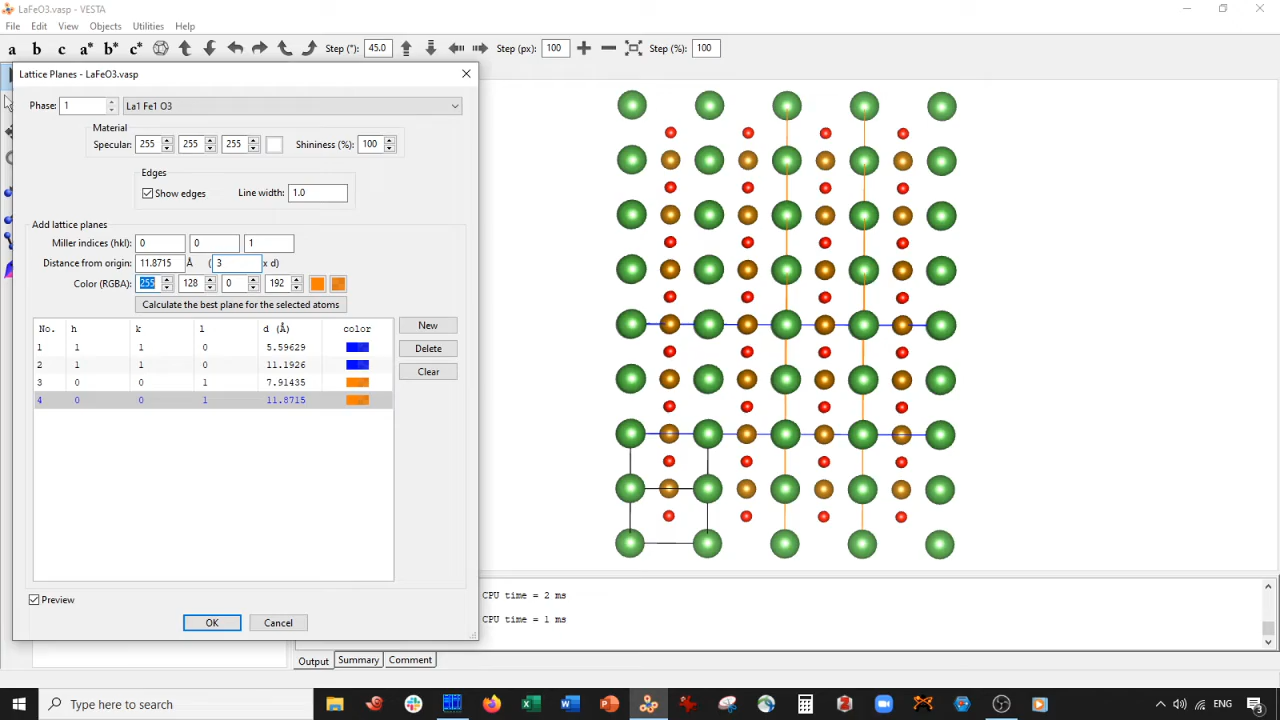 LaFeO3.vasp - VESTA
File Edit View Objects Utilities Help
a b c a* b* c* Step (°): 45.0 Step (px): 100 Step (%): 100
Lattice Planes - LaFeO3.vasp
Phase: 1 La1 Fe1 O3
Material
Specular: 255 255 255 Shininess (%): 100
Edges
Show edges Line width: 1.0
Add lattice planes
Miller indices (hkl): 0 0 1
Distance from origin: 11.8715 Å ( 3 x d)
Color (RGBA): 255 128 0 192
Calculate the best plane for the selected atoms
No. h k l d (Å) color
1 1 1 0 5.59629
2 1 1 0 11.1926
3 0 0 1 7.91435
4 0 0 1 11.8715
New
Delete
Clear
Preview
OK Cancel
CPU time = 2 ms
CPU time = 1 ms
Output Summary Comment
Type here to search
ENG
3